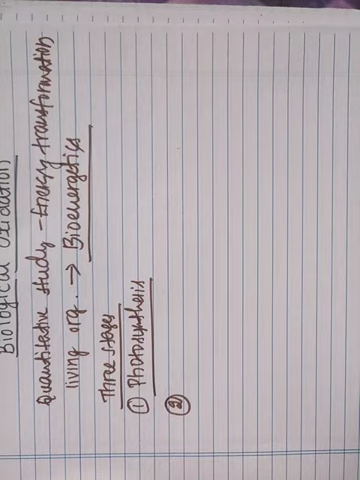 Biological Oxidation
Quantitative study - Energy transformation
living org. → Bioenergetics
Three stages
① Photosynthesis
②